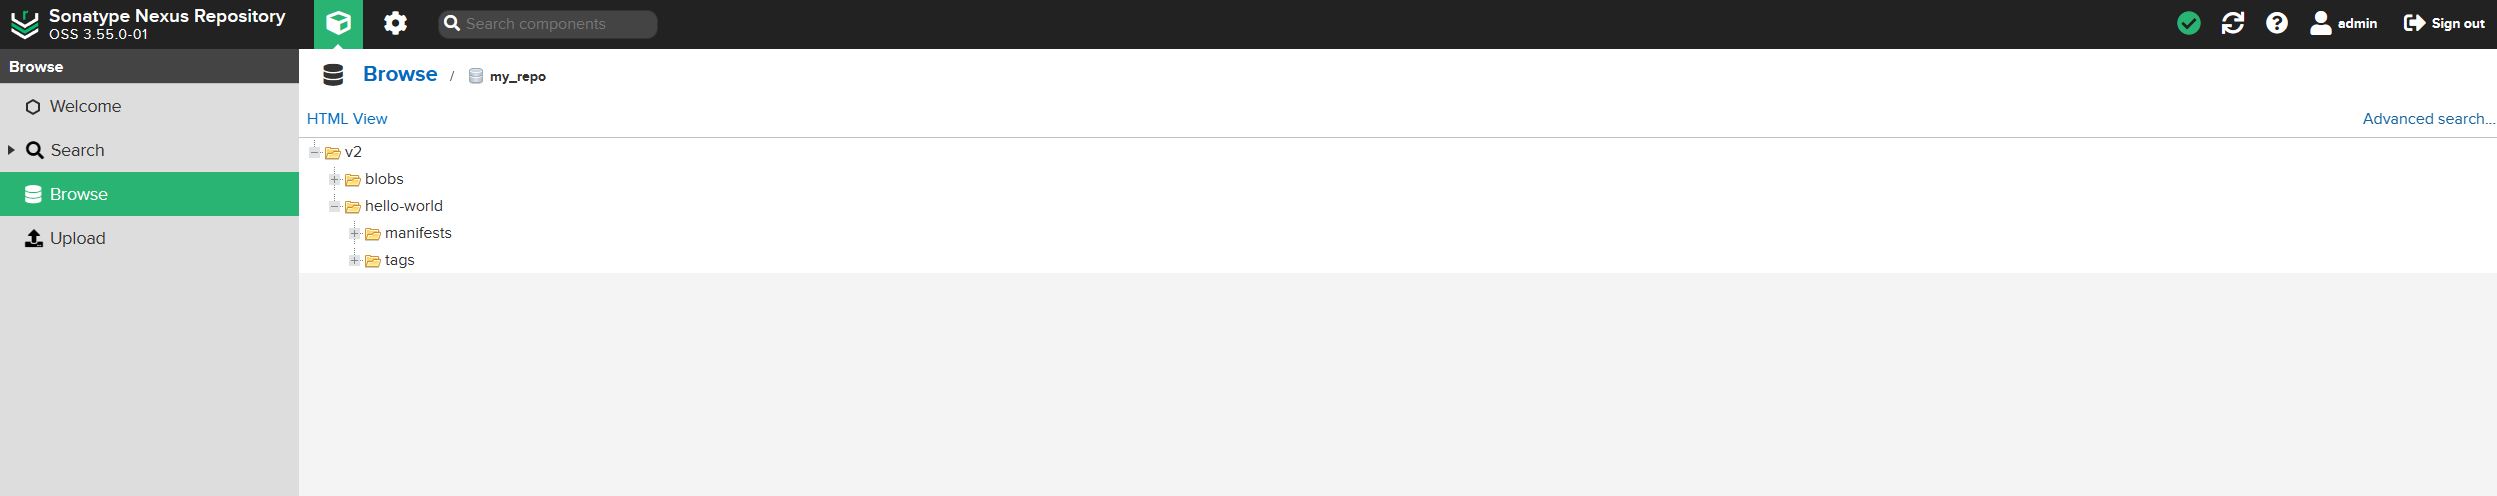 Sonatype Nexus Repository
OSS 3.55.0-01
Search components
admin
Sign out
Browse
Welcome
Search
Browse
Upload
Browse / my_repo
HTML View
Advanced search...
v2
blobs
hello-world
manifests
tags